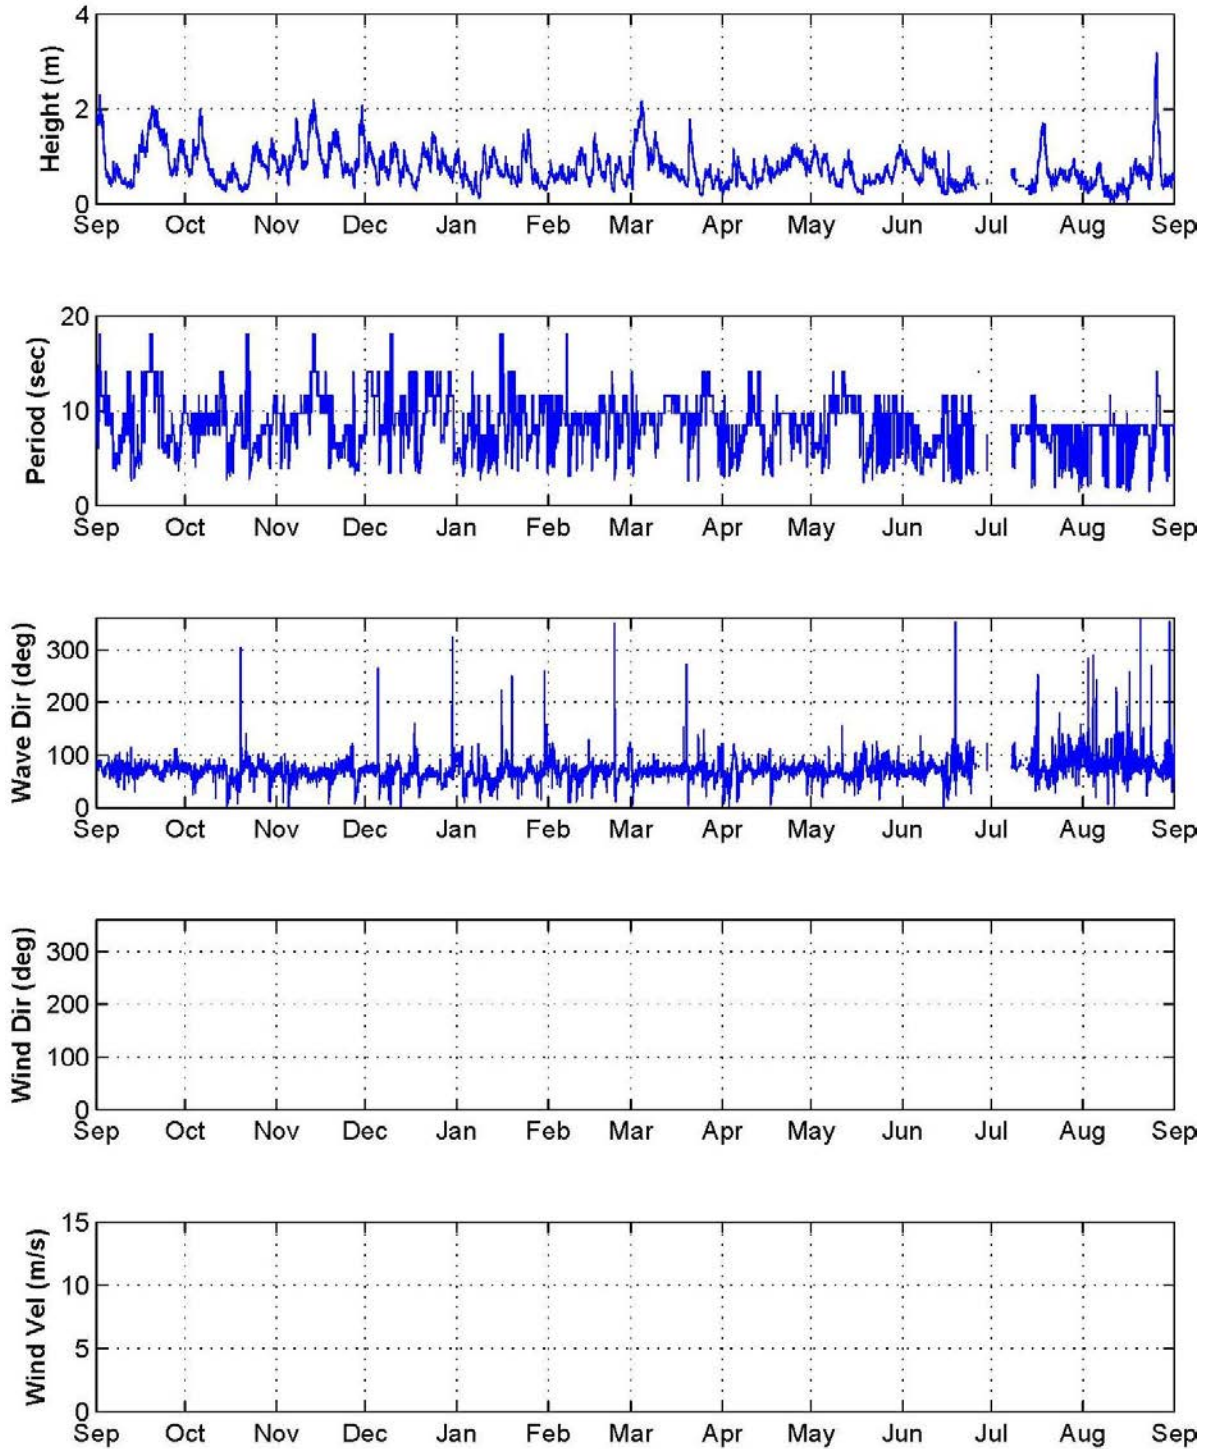 4
2
0
Height (m)
Sep Oct Nov Dec Jan Feb Mar Apr May Jun Jul Aug Sep
20
10
0
Period (sec)
Sep Oct Nov Dec Jan Feb Mar Apr May Jun Jul Aug Sep
300
200
100
0
Wave Dir (deg)
Sep Oct Nov Dec Jan Feb Mar Apr May Jun Jul Aug Sep
300
200
100
0
Wind Dir (deg)
Sep Oct Nov Dec Jan Feb Mar Apr May Jun Jul Aug Sep
15
10
5
0
Wind Vel (m/s)
Sep Oct Nov Dec Jan Feb Mar Apr May Jun Jul Aug Sep